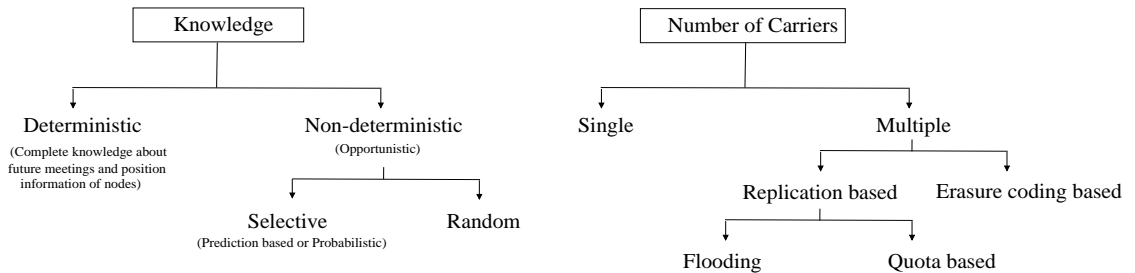 Knowledge
Deterministic
(Complete knowledge about
future meetings and position
information of nodes)
Non-deterministic
(Opportunistic)
Selective
(Prediction based or Probabilistic)
Random
Number of Carriers
Single
Multiple
Replication based
Erasure coding based
Flooding
Quota based